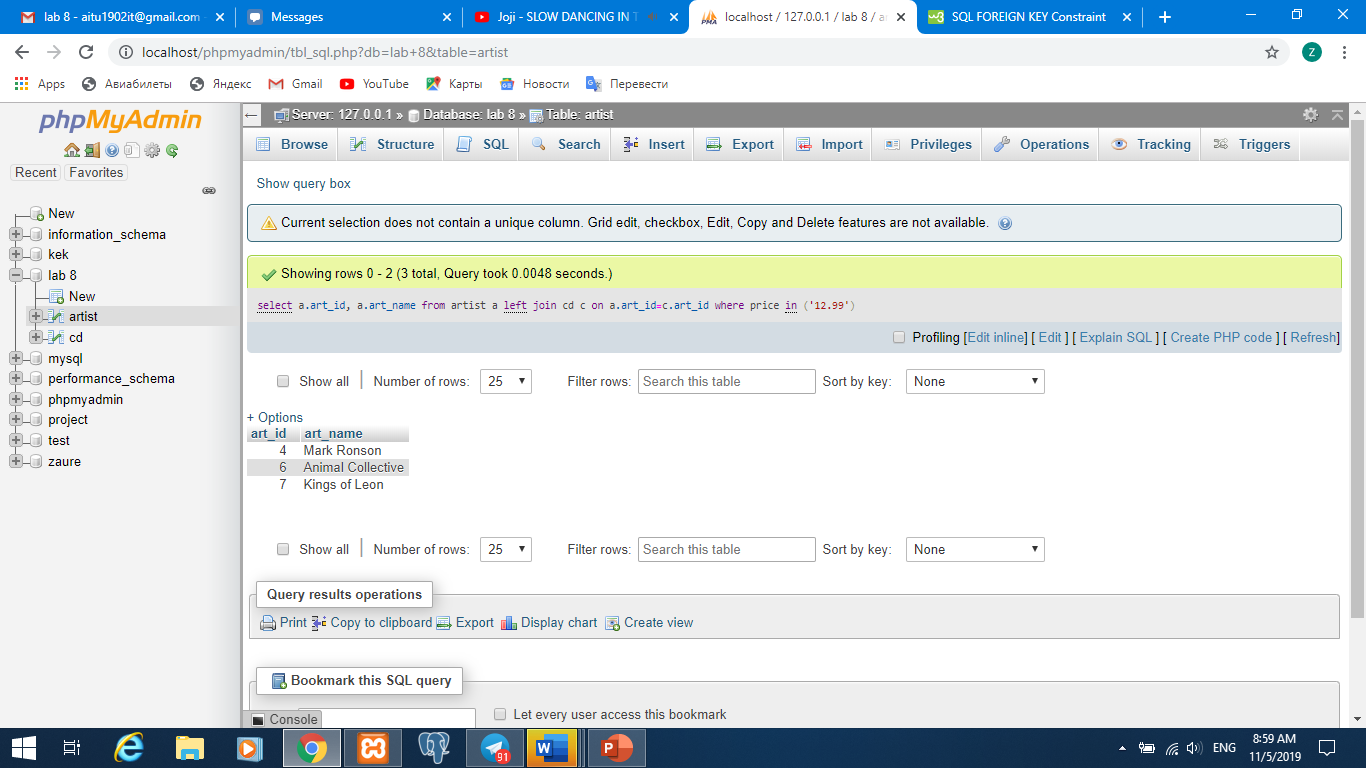 lab 8 - aitu1902it@gmail.com
Messages
Joji - SLOW DANCING IN T
localhost / 127.0.0.1 / lab 8 / a
SQL FOREIGN KEY Constraint
localhost/phpmyadmin/tbl_sql.php?db=lab+8&table=artist
Z
Apps
Авиабилеты
Яндекс
Gmail
YouTube
Карты
Новости
Перевести
phpMyAdmin
Recent
Favorites
New
information_schema
kek
lab 8
New
artist
cd
mysql
performance_schema
phpmyadmin
project
test
zaure
Server: 127.0.0.1 » Database: lab 8 » Table: artist
Browse
Structure
SQL
Search
Insert
Export
Import
Privileges
Operations
Tracking
Triggers
Show query box
Current selection does not contain a unique column. Grid edit, checkbox, Edit, Copy and Delete features are not available.
Showing rows 0 - 2 (3 total, Query took 0.0048 seconds.)
select a.art_id, a.art_name from artist a left join cd c on a.art_id=c.art_id where price in ('12.99')
Profiling [Edit inline] [ Edit ] [ Explain SQL ] [ Create PHP code ] [ Refresh]
Show all | Number of rows: 25 Filter rows: Search this table Sort by key: None
+ Options
art_id art_name
4 Mark Ronson
6 Animal Collective
7 Kings of Leon
Show all | Number of rows: 25 Filter rows: Search this table Sort by key: None
Query results operations
Print Copy to clipboard Export Display chart Create view
Bookmark this SQL query
Let every user access this bookmark
Console
91
ENG
8:59 AM
11/5/2019